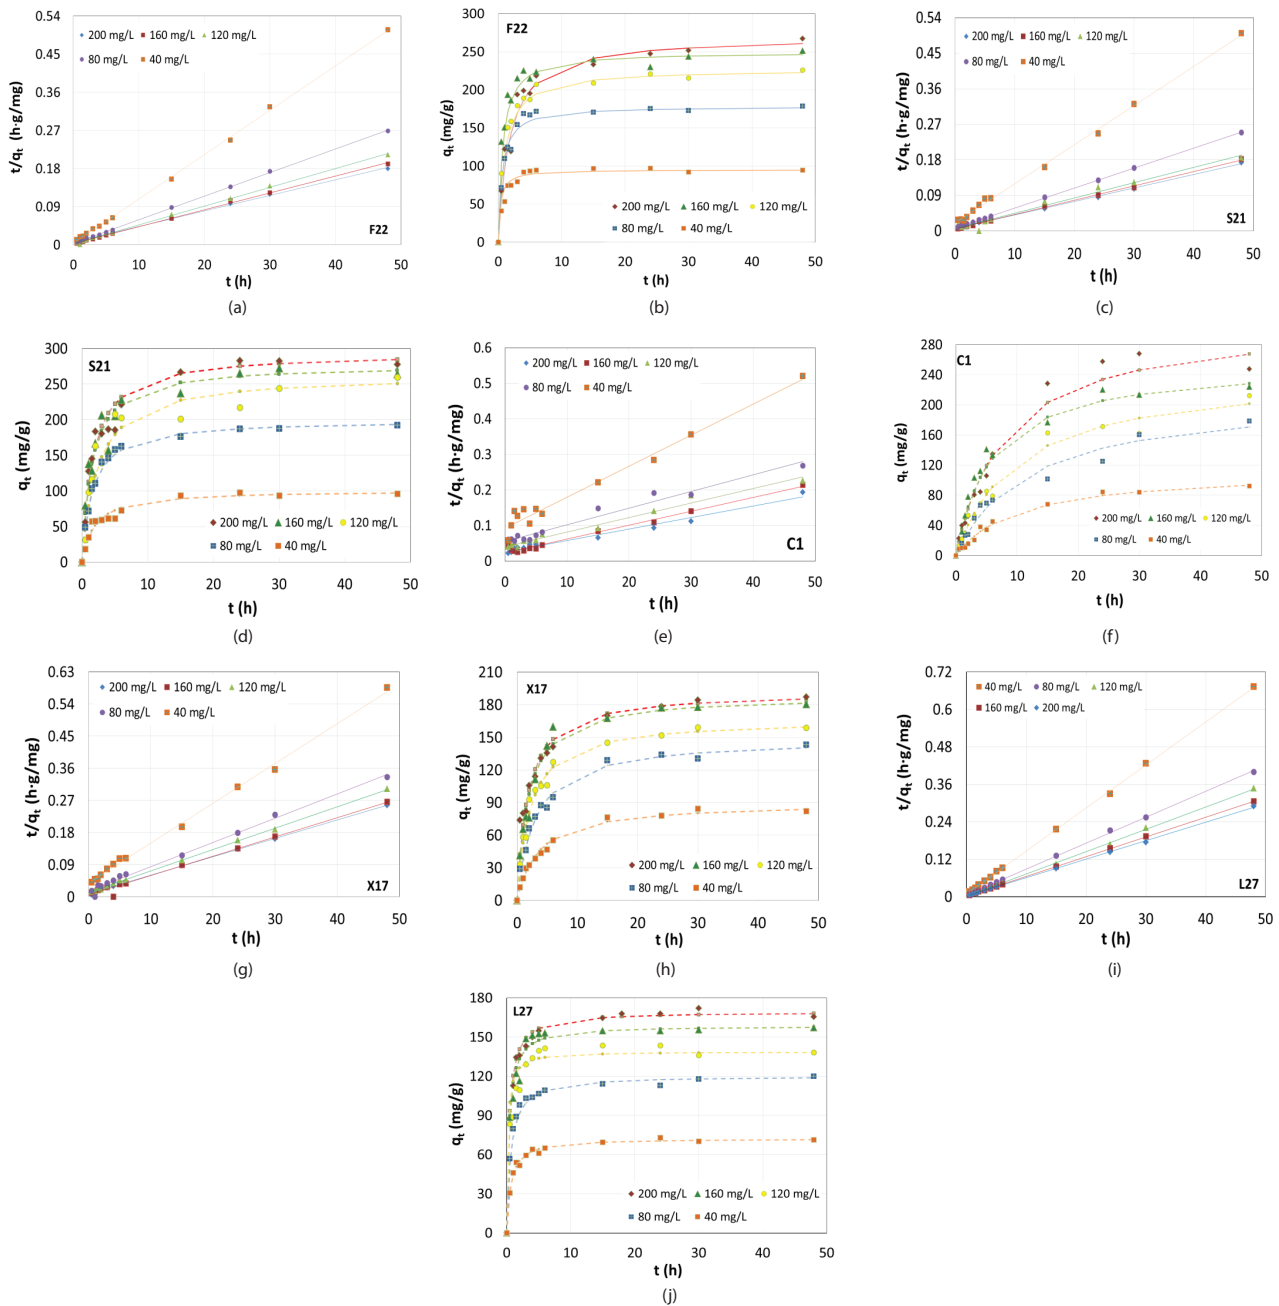 0.54
0.45
0.36
0.27
0.18
0.09
0
t/qt (h·g/mg)
200 mg/L 160 mg/L 120 mg/L
80 mg/L 40 mg/L
F22
0 10 20 30 40 50
t (h)
(a)
300
250
200
150
100
50
0
qt (mg/g)
F22
200 mg/L 160 mg/L 120 mg/L
80 mg/L 40 mg/L
0 10 20 30 40 50
t (h)
(b)
0.54
0.45
0.36
0.27
0.18
0.09
0
t/qt (h·g/mg)
200 mg/L 160 mg/L 120 mg/L
80 mg/L 40 mg/L
S21
0 10 20 30 40 50
t (h)
(c)
300
250
200
150
100
50
0
qt (mg/g)
S21
200 mg/L 160 mg/L 120 mg/L
80 mg/L 40 mg/L
0 10 20 30 40 50
t (h)
(d)
0.6
0.5
0.4
0.3
0.2
0.1
0
t/qt (h·g/mg)
200 mg/L 160 mg/L 120 mg/L
80 mg/L 40 mg/L
C1
0 10 20 30 40 50
t (h)
(e)
280
240
200
160
120
80
40
0
qt (mg/g)
C1
200 mg/L 160 mg/L 120 mg/L
80 mg/L 40 mg/L
0 10 20 30 40 50
t (h)
(f)
0.63
0.54
0.45
0.36
0.27
0.18
0.09
0
t/qt (h·g/mg)
200 mg/L 160 mg/L 120 mg/L
80 mg/L 40 mg/L
X17
0 10 20 30 40 50
t (h)
(g)
210
180
150
120
90
60
30
0
qt (mg/g)
X17
200 mg/L 160 mg/L 120 mg/L
80 mg/L 40 mg/L
0 10 20 30 40 50
t (h)
(h)
0.72
0.6
0.48
0.36
0.24
0.12
0
t/qt (h·g/mg)
40 mg/L 80 mg/L 120 mg/L
160 mg/L 200 mg/L
L27
0 10 20 30 40 50
t (h)
(i)
180
150
120
90
60
30
0
qt (mg/g)
L27
200 mg/L 160 mg/L 120 mg/L
80 mg/L 40 mg/L
0 10 20 30 40 50
t (h)
(j)